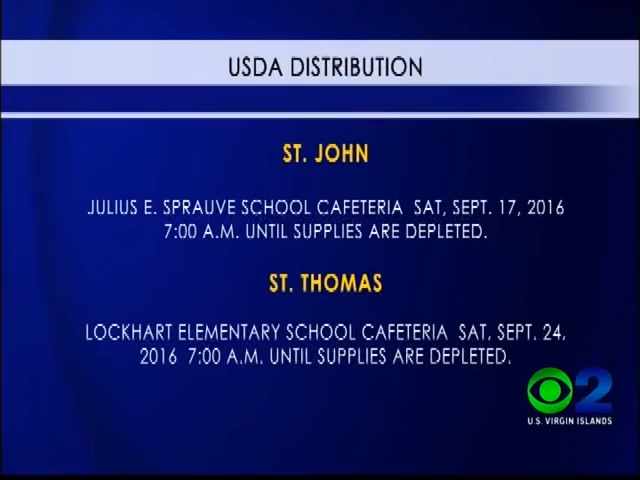 USDA DISTRIBUTION
ST. JOHN
JULIUS E. SPRAUVE SCHOOL CAFETERIA  SAT, SEPT. 17, 2016
7:00 A.M. UNTIL SUPPLIES ARE DEPLETED.
ST. THOMAS
LOCKHART ELEMENTARY SCHOOL CAFETERIA  SAT, SEPT. 24,
2016  7:00 A.M. UNTIL SUPPLIES ARE DEPLETED.
2
U.S. VIRGIN ISLANDS